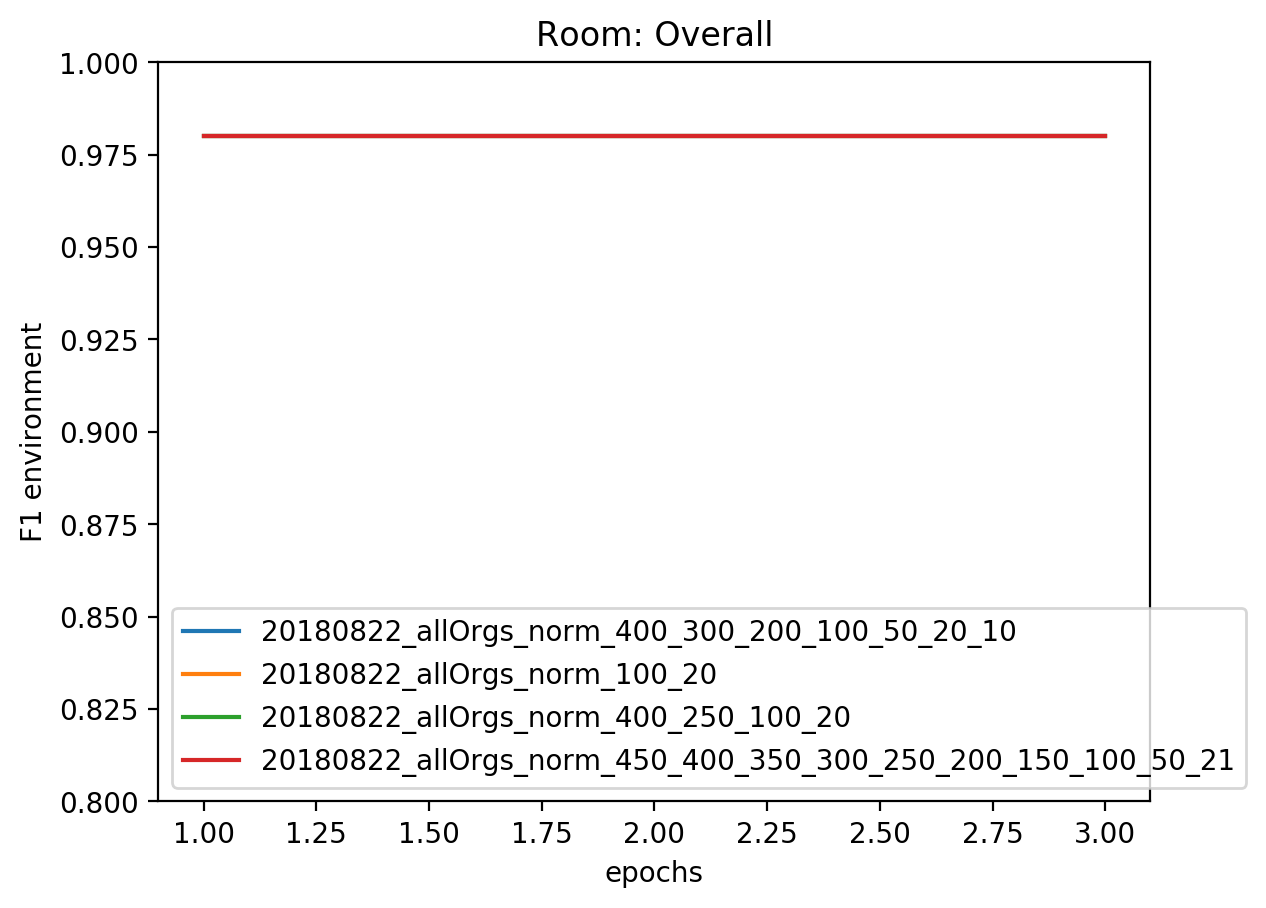 Room: Overall
1.000
0.975
0.950
0.925
0.900
0.875
0.850
0.825
0.800
F1 environment
20180822_allOrgs_norm_400_300_200_100_50_20_10
20180822_allOrgs_norm_100_20
20180822_allOrgs_norm_400_250_100_20
20180822_allOrgs_norm_450_400_350_300_250_200_150_100_50_21
1.00 1.25 1.50 1.75 2.00 2.25 2.50 2.75 3.00
epochs